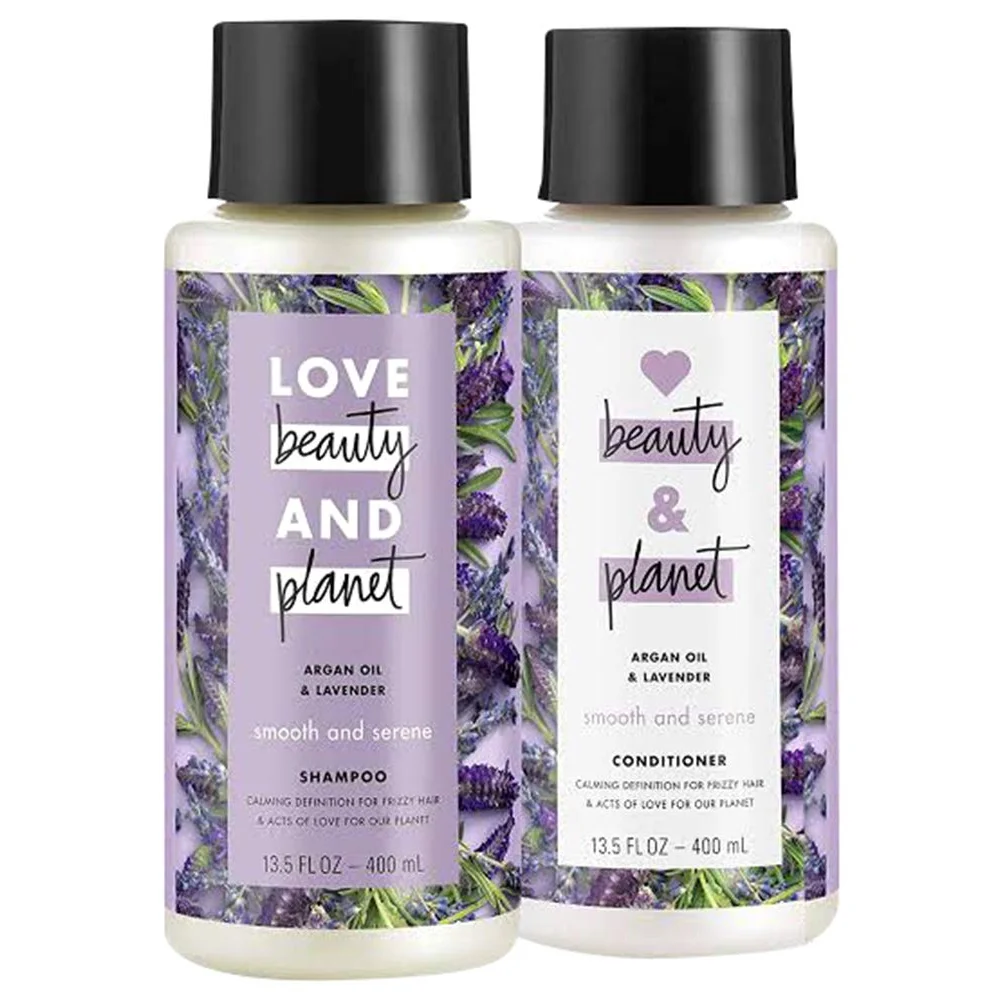 LOVE
beauty
AND
planet
ARGAN OIL
& LAVENDER
smooth and serene
SHAMPOO
CALMING DEFINITION FOR FRIZZY HAIR
& ACTS OF LOVE FOR OUR PLANET
13.5 FL OZ – 400 mL
beauty
&
planet
ARGAN OIL
& LAVENDER
smooth and serene
CONDITIONER
CALMING DEFINITION FOR FRIZZY HAIR
& ACTS OF LOVE FOR OUR PLANET
13.5 FL OZ – 400 mL